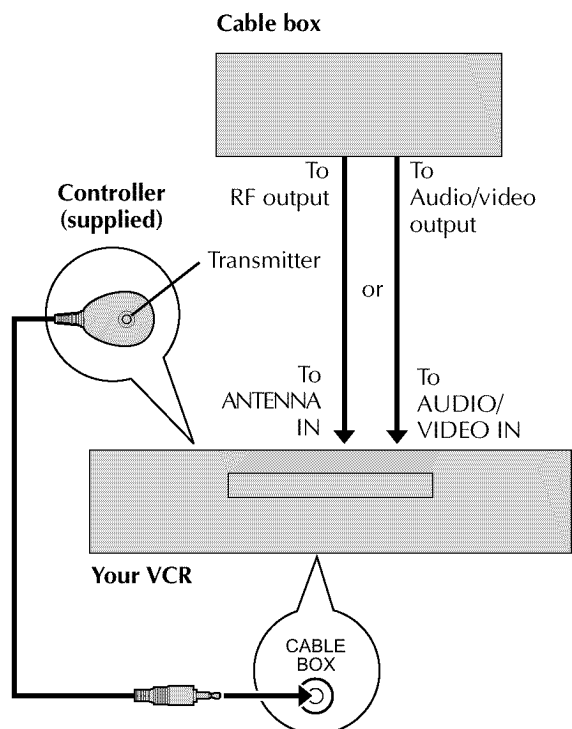 Cable box
To
RF output
To
Audio/video
output
Controller
(supplied)
Transmitter
or
To
ANTENNA
IN
To
AUDIO/
VIDEO IN
Your VCR
CABLE
BOX